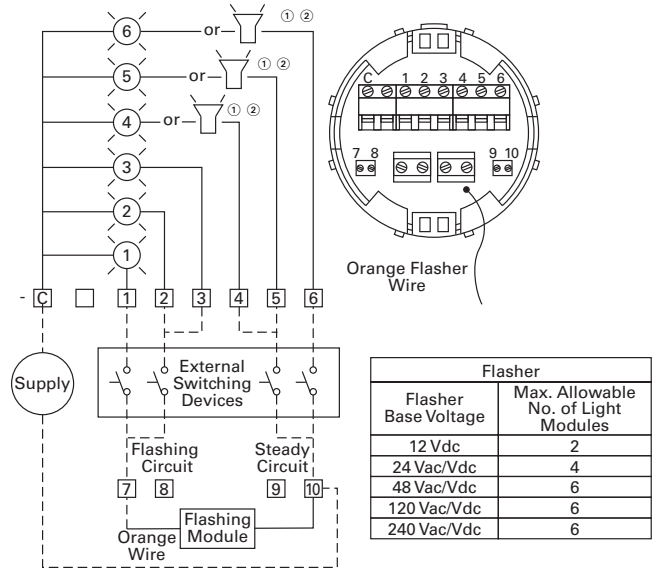 6 or ① ②
5 or ① ②
4 or ① ②
3
2
1
- C 1 2 3 4 5 6
Supply
External
Switching
Devices
Flashing
Circuit
Steady
Circuit
7 8 9 10
Orange
Wire
Flashing
Module
C 1 2 3 4 5 6
7 8 9 10
Orange Flasher
Wire
Flasher
Flasher
Base Voltage
Max. Allowable
No. of Light
Modules
12 Vdc 2
24 Vac/Vdc 4
48 Vac/Vdc 6
120 Vac/Vdc 6
240 Vac/Vdc 6